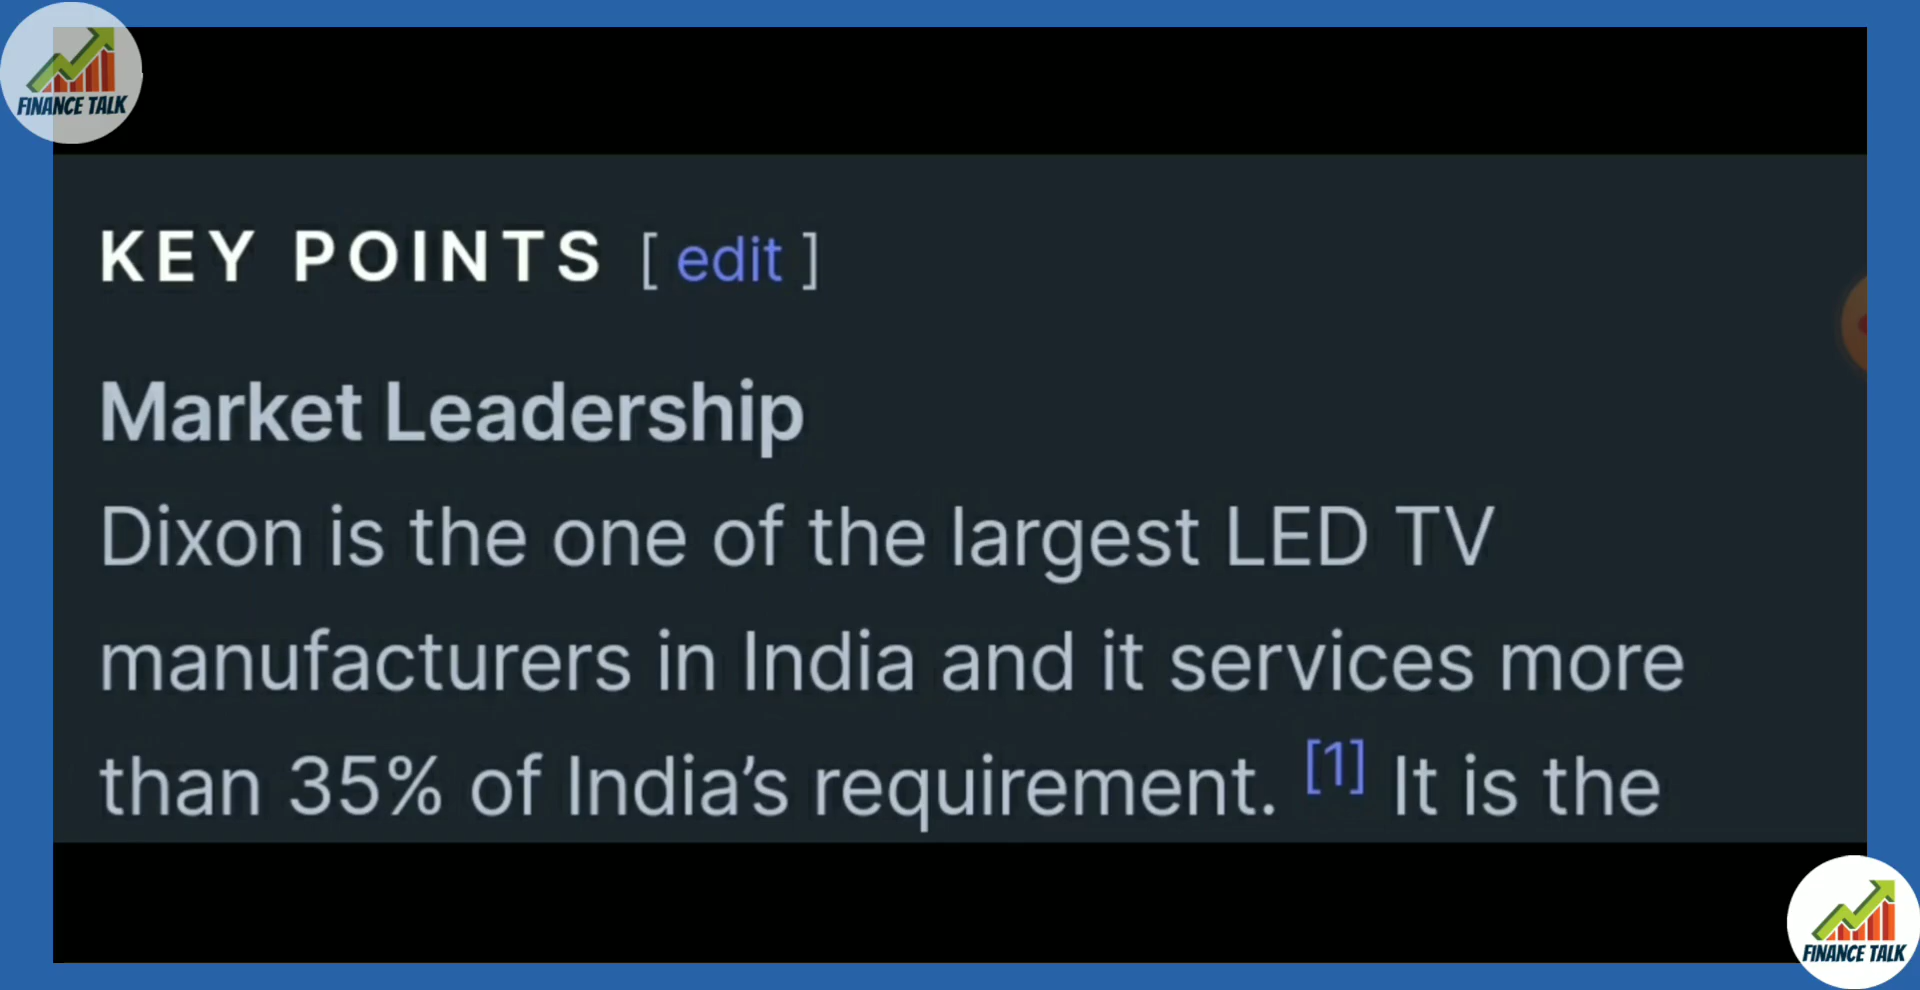 FINANCE TALK
KEY POINTS [ edit ]
Market Leadership
Dixon is the one of the largest LED TV
manufacturers in India and it services more
than 35% of India’s requirement. [1] It is the
FINANCE TALK